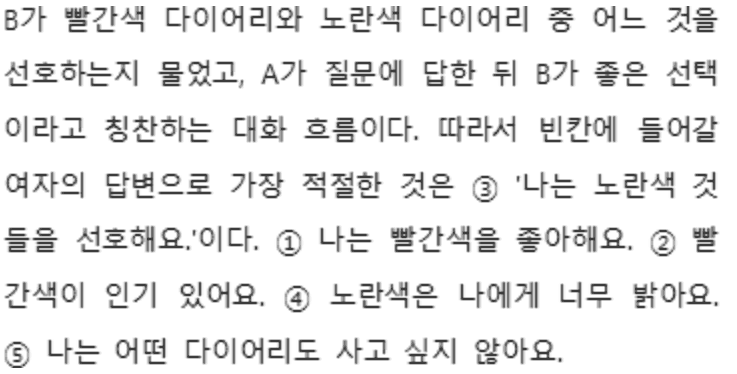 B가 빨간색 다이어리와 노란색 다이어리 중 어느 것을
선호하는지 물었고, A가 질문에 답한 뒤 B가 좋은 선택
이라고 칭찬하는 대화 흐름이다. 따라서 빈칸에 들어갈
여자의 답변으로 가장 적절한 것은 ③ '나는 노란색 것
들을 선호해요.'이다. ① 나는 빨간색을 좋아해요. ② 빨
간색이 인기 있어요. ④ 노란색은 나에게 너무 밝아요.
⑤ 나는 어떤 다이어리도 사고 싶지 않아요.